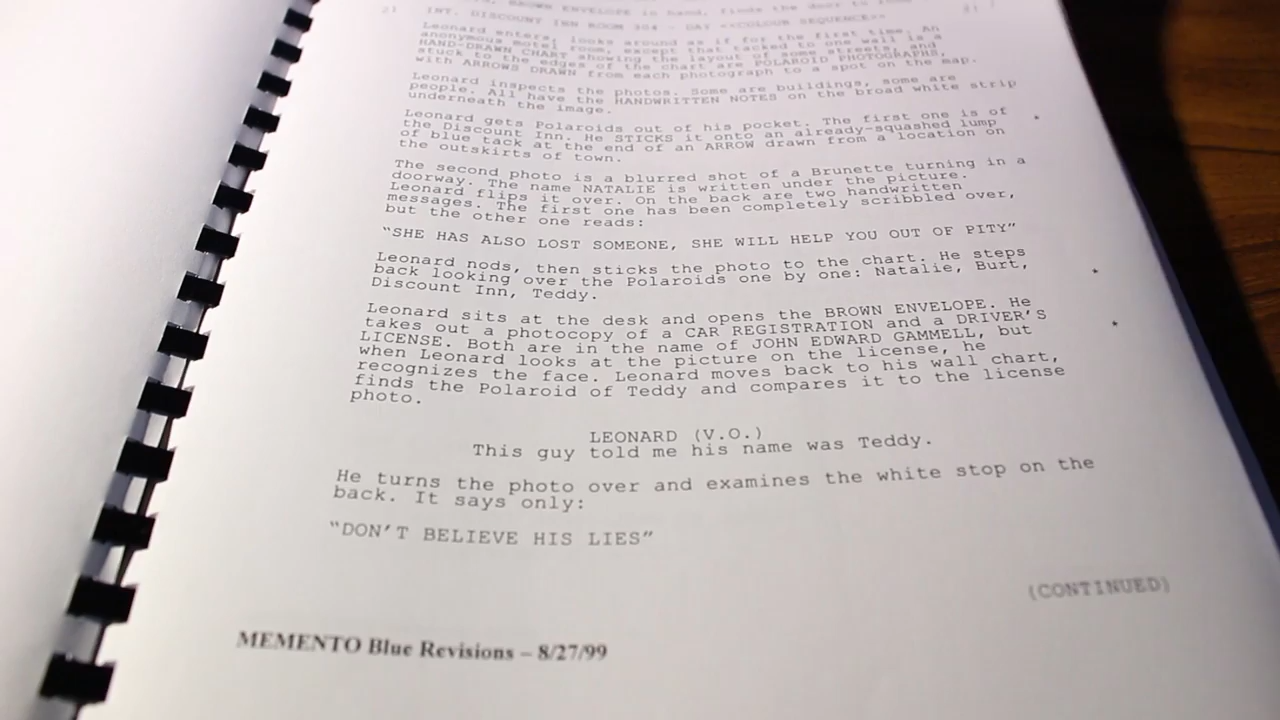 BROWN ENVELOPE in hand, finds the door to
21 INT. DISCOUNT INN ROOM 304 - DAY <<COLOUR SEQUENCE>> 21
Leonard enters, looks around as if for the first time. An
anonymous motel room, except that tacked to one wall is a
HAND-DRAWN CHART showing the layout of some streets, and
stuck to the edges of the chart are POLAROID PHOTOGRAPHS,
with ARROWS DRAWN from each photograph to a spot on the map.
Leonard inspects the photos. Some are buildings, some are
people. All have the HANDWRITTEN NOTES on the broad white strip
underneath the image.
Leonard gets Polaroids out of his pocket. The first one is of *
the Discount Inn. He STICKS it onto an already-squashed lump
of blue tack at the end of an ARROW drawn from a location on
the outskirts of town.
The second photo is a blurred shot of a Brunette turning in a
doorway. The name NATALIE is written under the picture.
Leonard flips it over. On the back are two handwritten
messages. The first one has been completely scribbled over,
but the other one reads:
“SHE HAS ALSO LOST SOMEONE, SHE WILL HELP YOU OUT OF PITY”
Leonard nods, then sticks the photo to the chart. He steps
back looking over the Polaroids one by one: Natalie, Burt, *
Discount Inn, Teddy.
Leonard sits at the desk and opens the BROWN ENVELOPE. He
takes out a photocopy of a CAR REGISTRATION and a DRIVER’S *
LICENSE. Both are in the name of JOHN EDWARD GAMMELL, but
when Leonard looks at the picture on the license, he
recognizes the face. Leonard moves back to his wall chart,
finds the Polaroid of Teddy and compares it to the license
photo.
LEONARD (V.O.)
This guy told me his name was Teddy.
He turns the photo over and examines the white stop on the
back. It says only:
“DON’T BELIEVE HIS LIES”
(CONTINUED)
MEMENTO Blue Revisions – 8/27/99